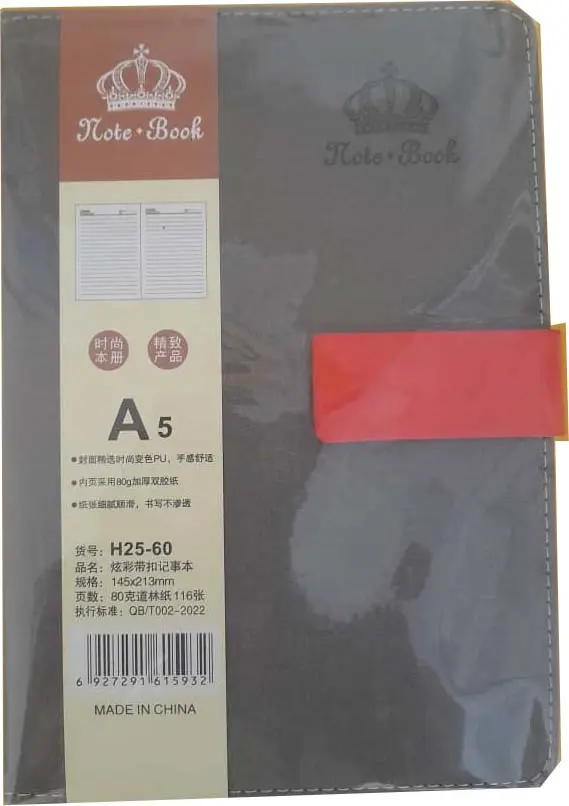 Note·Book
Note·Book
时尚
本册
精致
产品
A5
●封面精选时尚变色PU，手感舒适
●内页采用80g加厚双胶纸
●纸张细腻顺滑，书写不渗透
货号：H25-60
品名：炫彩带扣记事本
规格：145x213mm
页数：80克道林纸116张
执行标准：QB/T002-2022
6 927291 615932
MADE IN CHINA